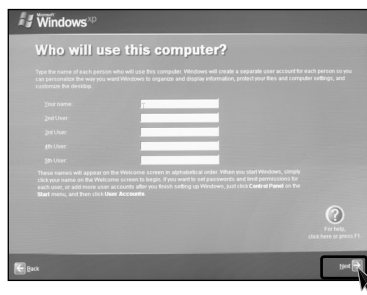 Microsoft
Windows xp
Who will use this computer?
Type the name of each person who will use this computer. Windows will create a separate user account for each person so you
can personalize the way you want Windows to organize and display information, protect your files and computer settings, and
customize the desktop.
Your name:
2nd User:
3rd User:
4th User:
5th User:
These names will appear on the Welcome screen in alphabetical order. When you start Windows, simply
click your name on the Welcome screen to begin. If you want to set passwords and limit permissions for
each user, or add more user accounts after you finish setting up Windows, just click Control Panel on the
Start menu, and then click User Accounts.
?
For help,
click here or press F1.
Back
Next